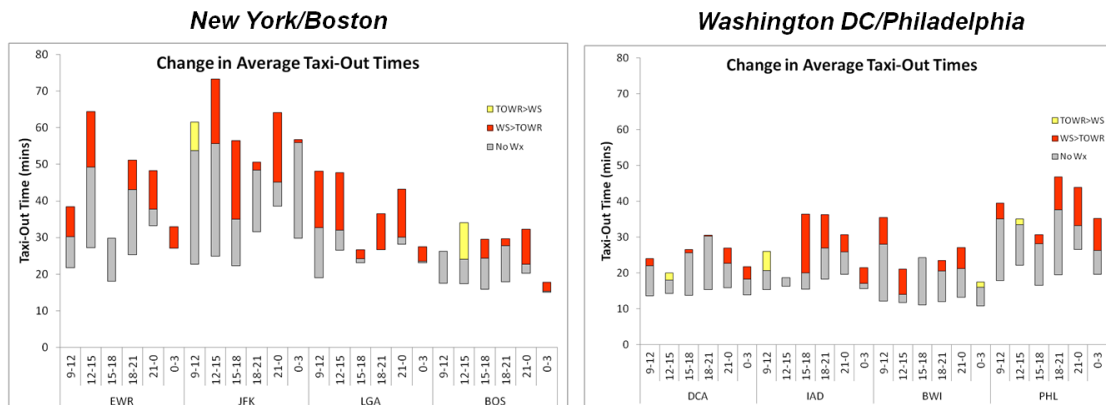 New York/Boston
Change in Average Taxi-Out Times
80
70
60
50
40
30
20
10
0
Taxi-Out Time (mins)
TOWR>WS
WS>TOWR
No Wx
9-12 12-15 15-18 18-21 21-0 0-3 9-12 12-15 15-18 18-21 21-0 0-3 9-12 12-15 15-18 18-21 21-0 0-3 9-12 12-15 15-18 18-21 21-0 0-3
EWR JFK LGA BOS
Washington DC/Philadelphia
Change in Average Taxi-Out Times
80
70
60
50
40
30
20
10
0
Taxi-Out Time (mins)
TOWR>WS
WS>TOWR
No Wx
9-12 12-15 15-18 18-21 21-0 0-3 9-12 12-15 15-18 18-21 21-0 0-3 9-12 12-15 15-18 18-21 21-0 0-3 9-12 12-15 15-18 18-21 21-0 0-3
DCA IAD BWI PHL